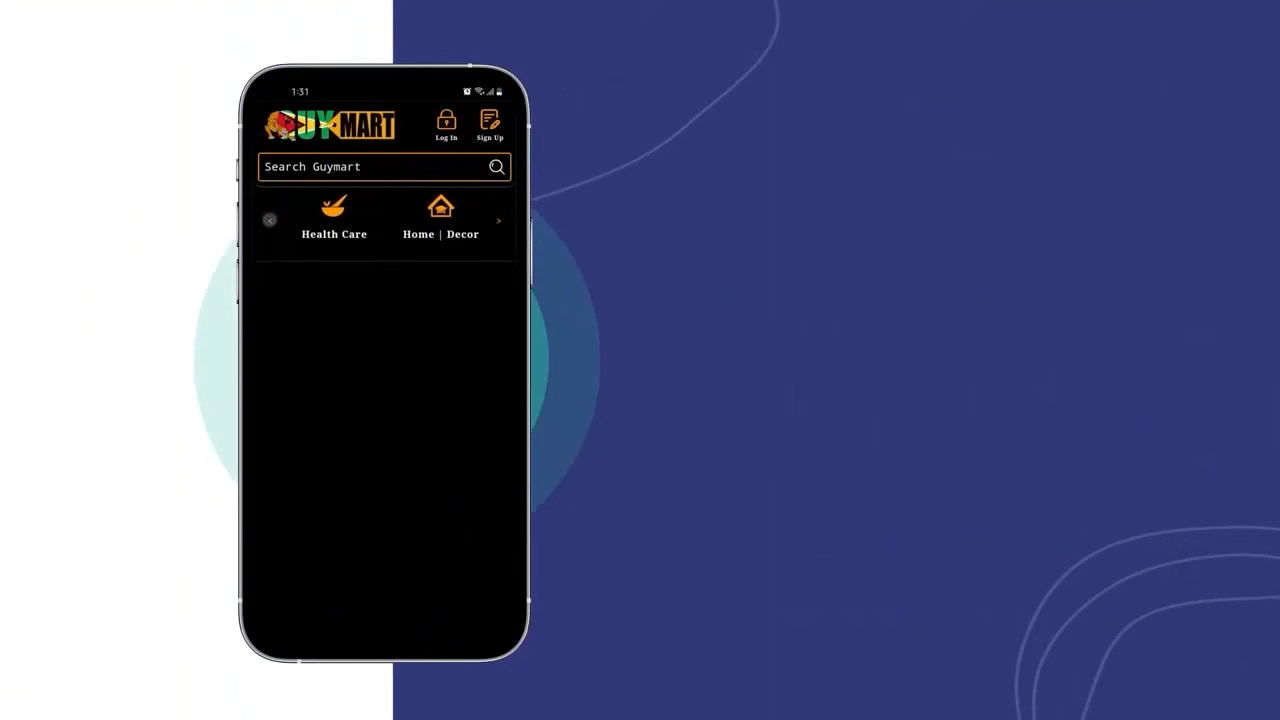 1:31
GUYMART
Log In
Sign Up
Search Guymart
Health Care
Home | Decor